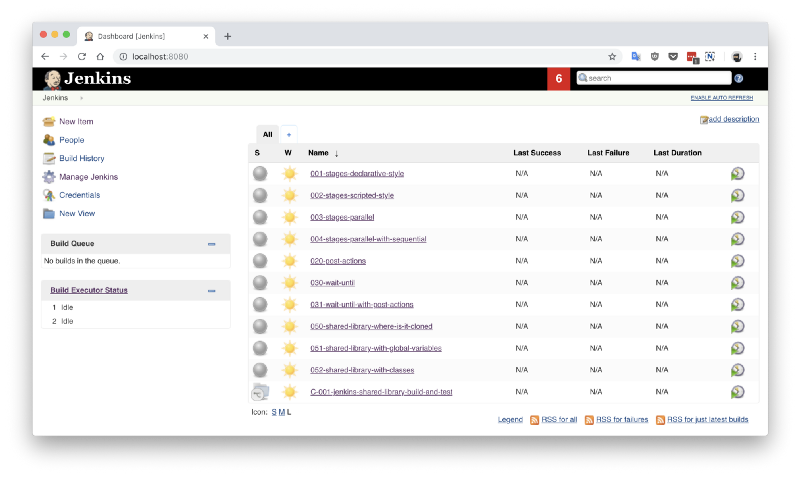 Dashboard [Jenkins]
localhost:8080
Jenkins
6
search
Jenkins
ENABLE AUTO REFRESH
New Item
People
Build History
Manage Jenkins
Credentials
New View
Build Queue
No builds in the queue.
Build Executor Status
1 Idle
2 Idle
add description
All +
S W Name ↓ Last Success Last Failure Last Duration
001-stages-declarative-style N/A N/A N/A
002-stages-scripted-style N/A N/A N/A
003-stages-parallel N/A N/A N/A
004-stages-parallel-with-sequential N/A N/A N/A
020-post-actions N/A N/A N/A
030-wait-until N/A N/A N/A
031-wait-until-with-post-actions N/A N/A N/A
050-shared-library-where-is-it-cloned N/A N/A N/A
051-shared-library-with-global-variables N/A N/A N/A
052-shared-library-with-classes N/A N/A N/A
C-001-jenkins-shared-library-build-and-test N/A N/A N/A
Icon: S M L
Legend RSS for all RSS for failures RSS for just latest builds